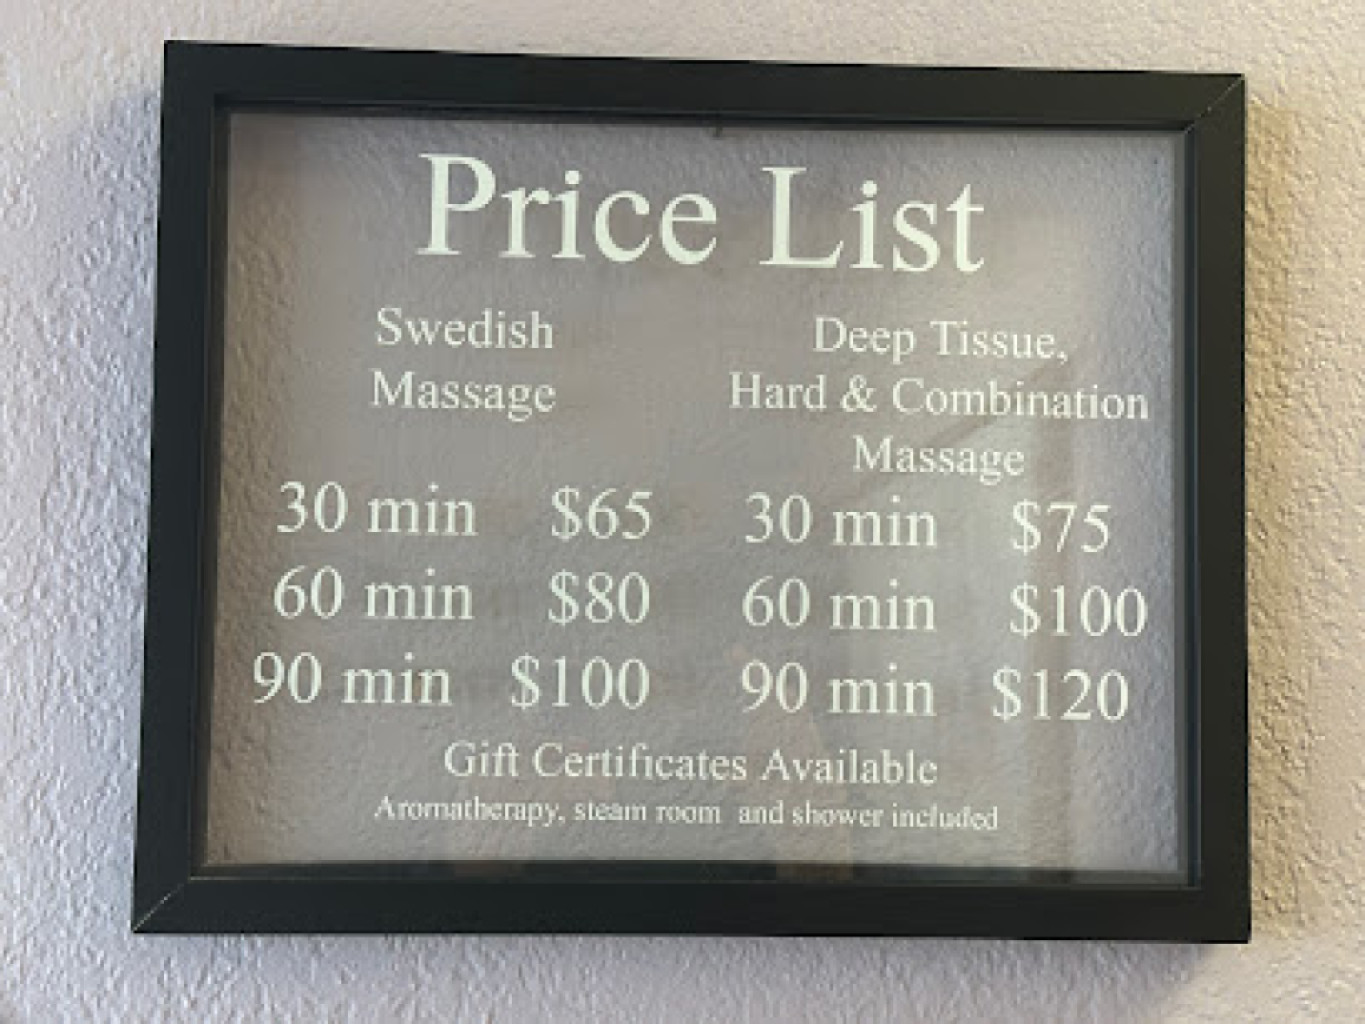 Price List
Swedish
Massage
30 min $65
60 min $80
90 min $100
Deep Tissue,
Hard & Combination
Massage
30 min $75
60 min $100
90 min $120
Gift Certificates Available
Aromatherapy, steam room and shower included